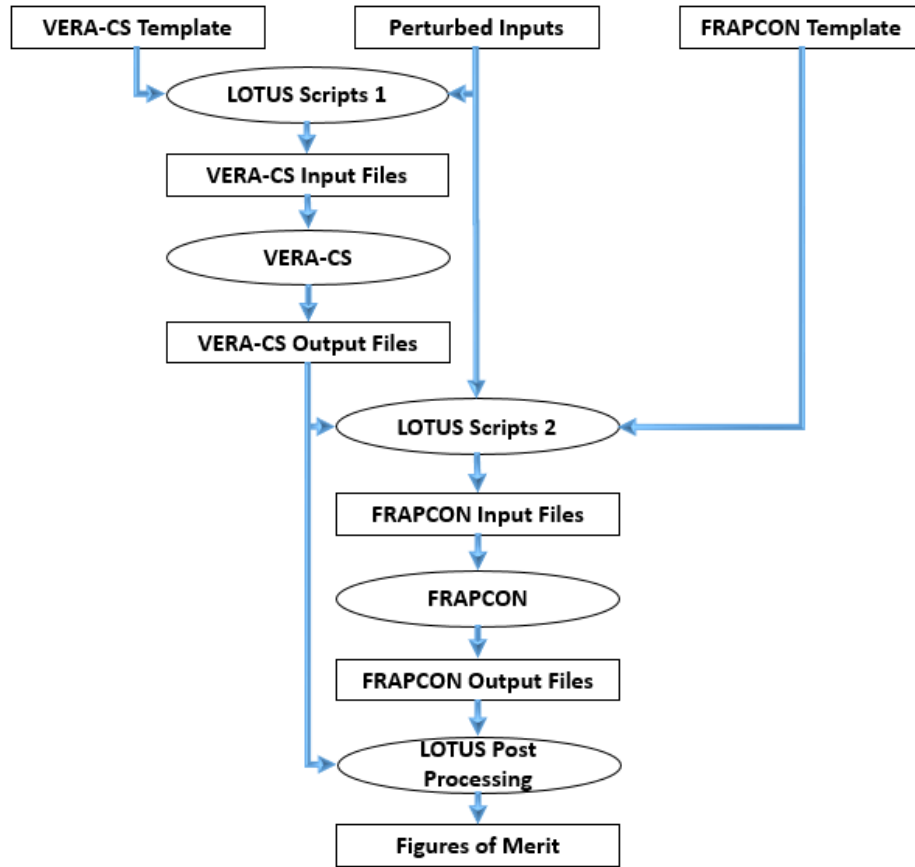 VERA-CS Template
Perturbed Inputs
FRAPCON Template
LOTUS Scripts 1
VERA-CS Input Files
VERA-CS
VERA-CS Output Files
LOTUS Scripts 2
FRAPCON Input Files
FRAPCON
FRAPCON Output Files
LOTUS Post
Processing
Figures of Merit